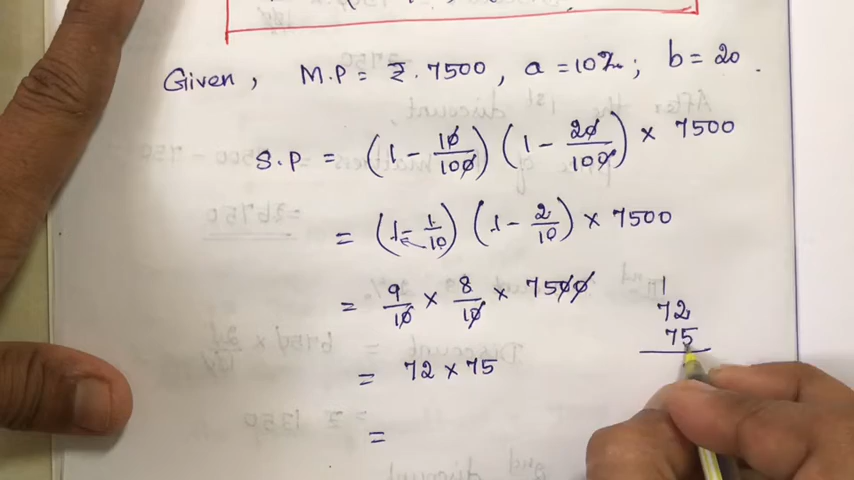 Given, M.P = ₹.7500, a = 10%; b = 20.
S.P = (1 - 10/100) (1 - 20/100) × 7500
= (1 - 1/10) (1 - 2/10) × 7500
= 9/10 × 8/10 × 7500
1
72
75
= 72 × 75
=